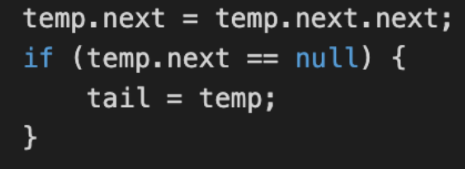 temp.next = temp.next.next;
if (temp.next == null) {
    tail = temp;
}